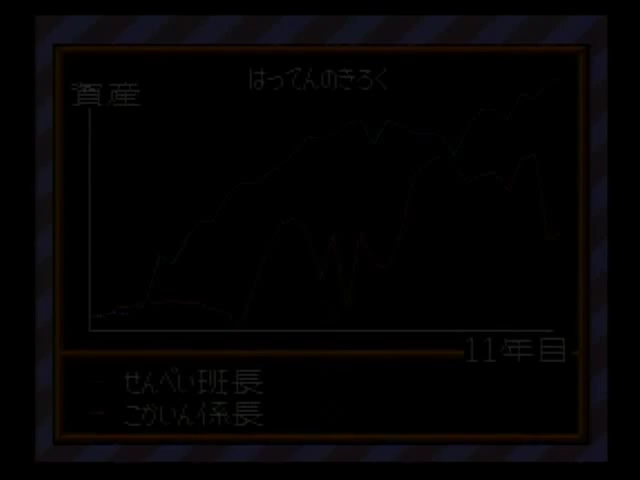 はってんのきろく
資産
11年目
せんべい班長
こかいん係長